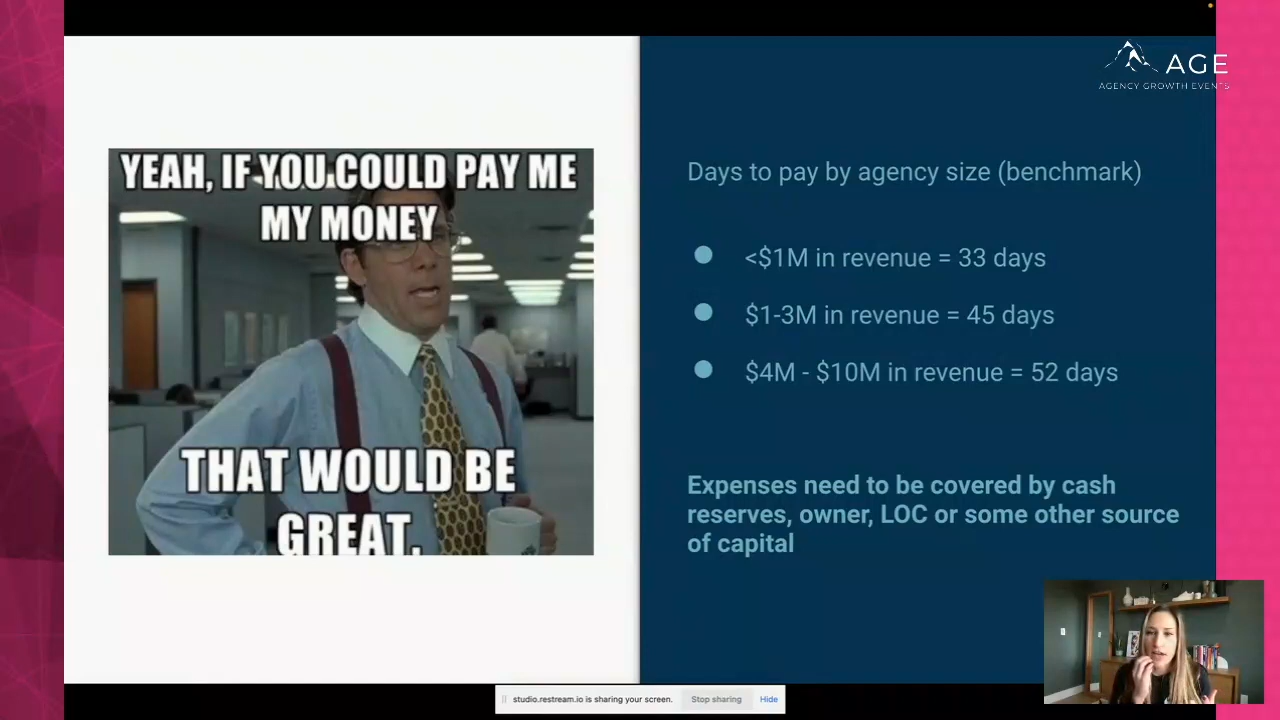 AGE
AGENCY GROWTH EVENTS
YEAH, IF YOU COULD PAY ME
MY MONEY
THAT WOULD BE
GREAT.
Days to pay by agency size (benchmark)
<$1M in revenue = 33 days
$1-3M in revenue = 45 days
$4M - $10M in revenue = 52 days
Expenses need to be covered by cash
reserves, owner, LOC or some other source
of capital
studio.restream.io is sharing your screen.
Stop sharing
Hide